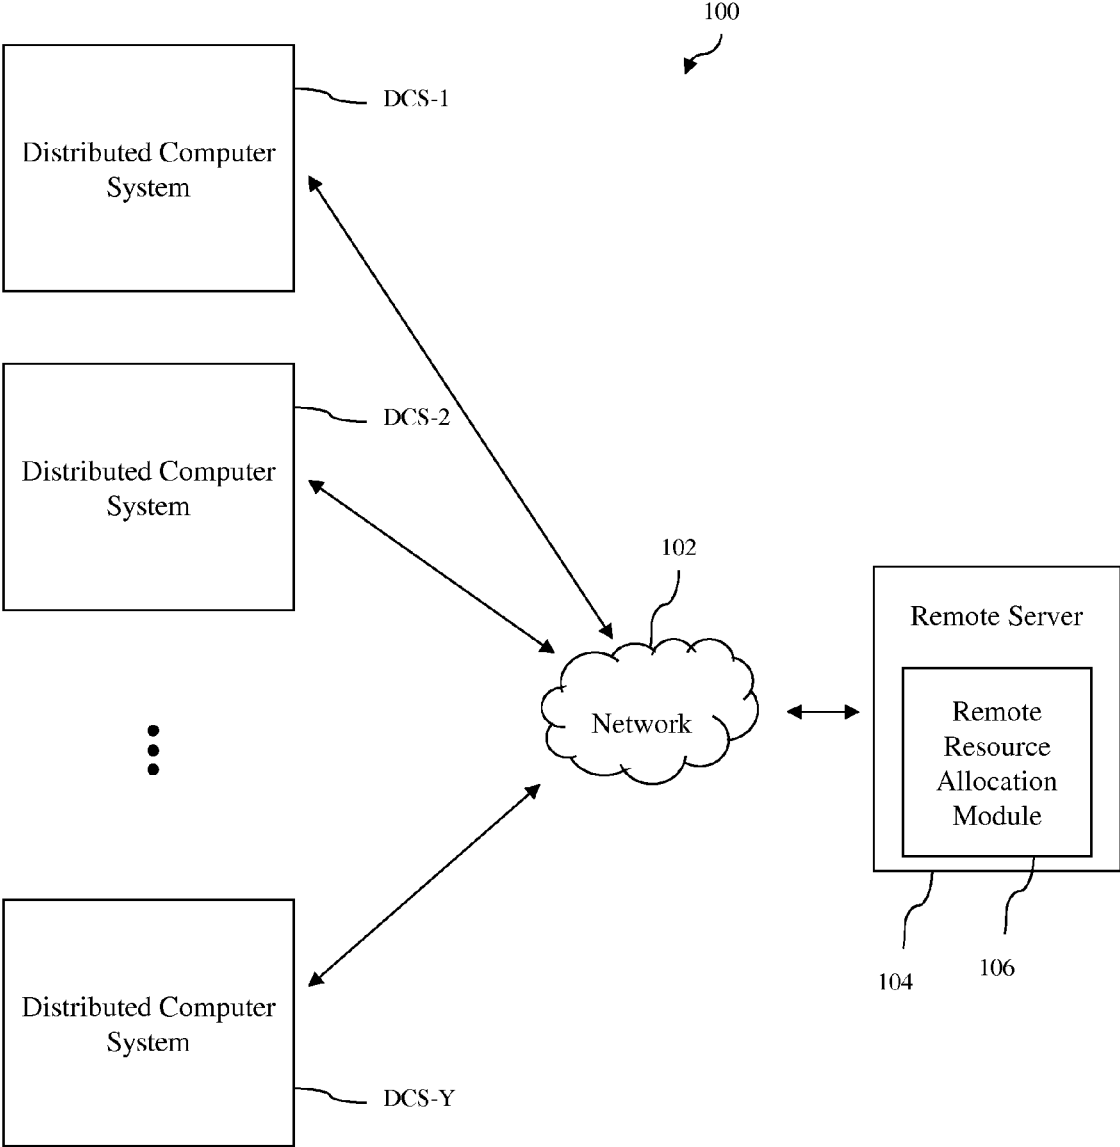 100
DCS-1
Distributed Computer
System
DCS-2
Distributed Computer
System
102
Remote Server
Network
Remote
Resource
Allocation
Module
104
106
Distributed Computer
System
DCS-Y